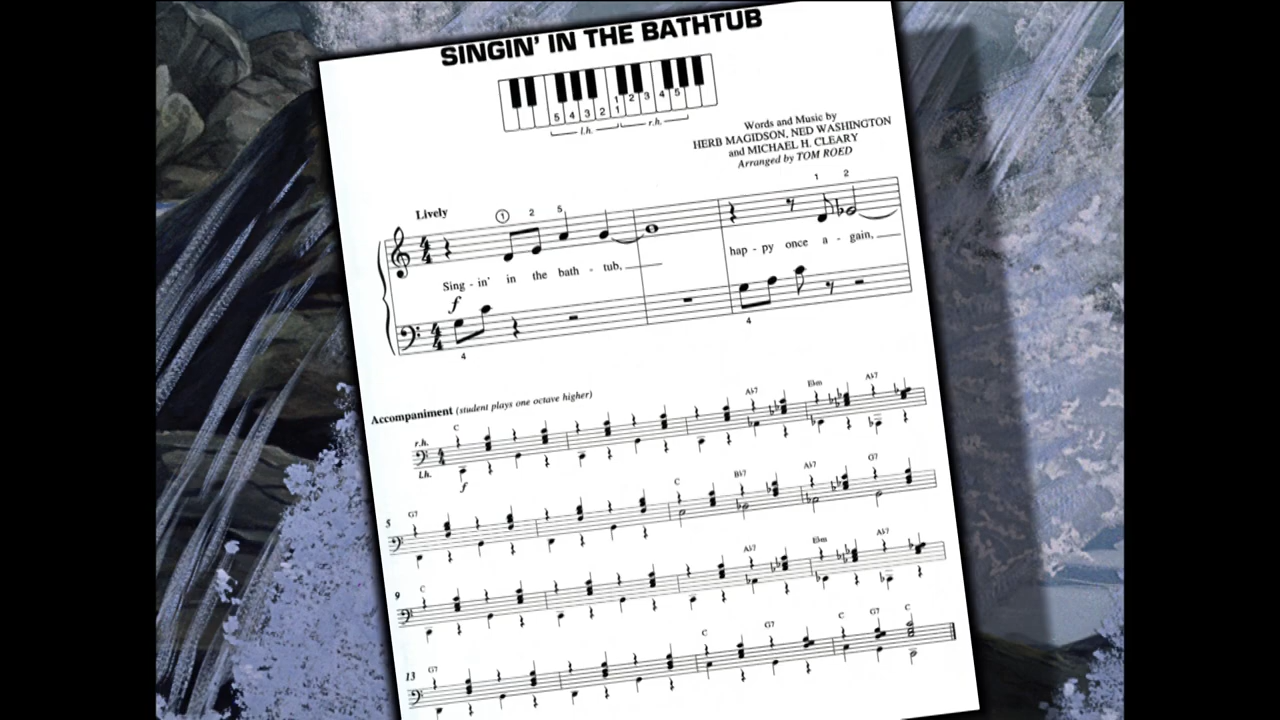 SINGIN' IN THE BATHTUB
5 4 3 2 1 1 2 3 4 5
l.h. r.h.
Words and Music by
HERB MAGIDSON, NED WASHINGTON
and MICHAEL H. CLEARY
Arranged by TOM ROED
Lively
1 2 5 1 2
Sing - in' in the bath - tub, hap - py once a - gain,
f
4 4
Accompaniment (student plays one octave higher)
C A♭7 E♭m A♭7
r.h.
l.h.
f
5 G7 C B♭7 A♭7 G7
9 C A♭7 E♭m A♭7
13 G7 C G7 C G7 C